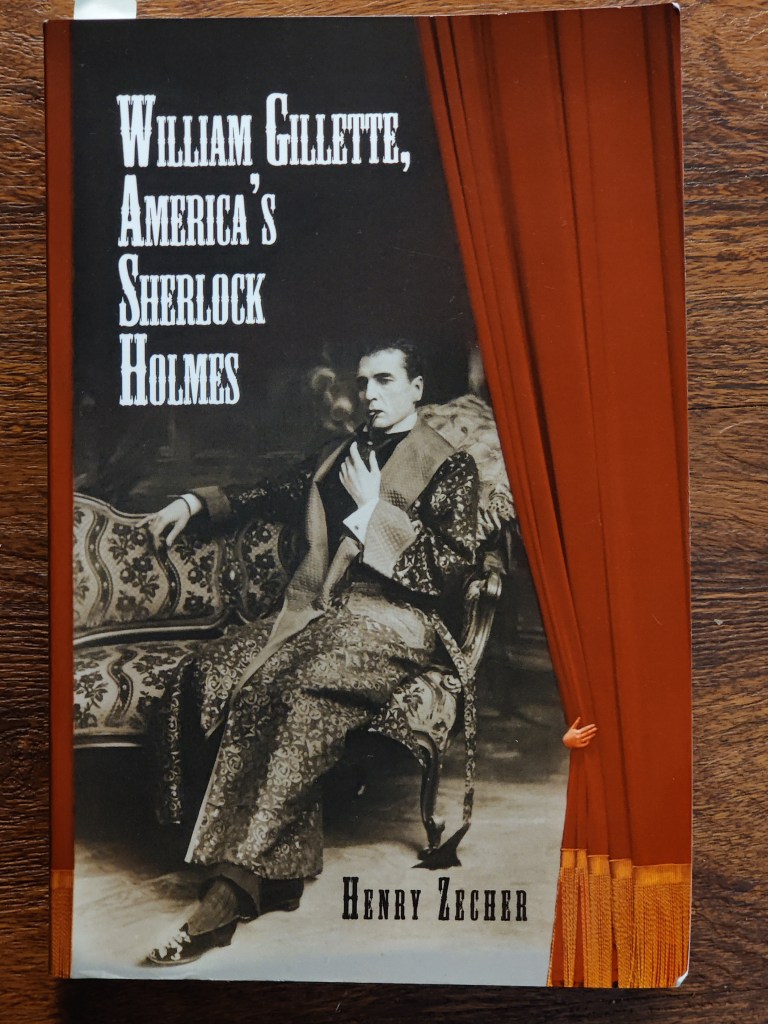 William Gillette,
America's
Sherlock
Holmes
Henry Zecher